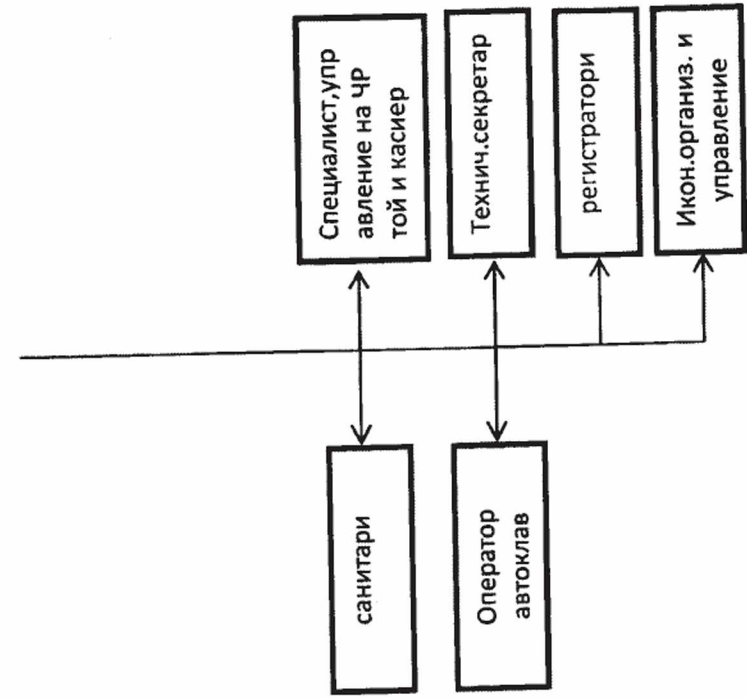 санитари
Специалист,упр
авление на ЧР
той и касиер
Оператор
автоклав
Технич.секретар
регистратори
Икон.организ. и
управление